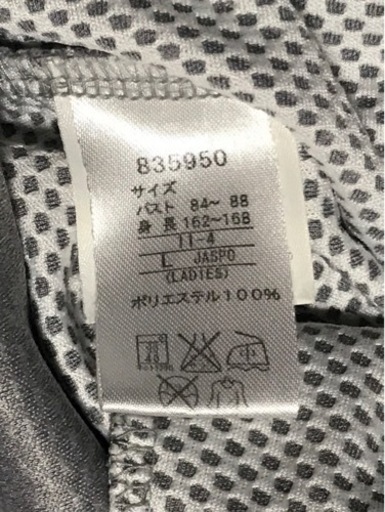 835950
サイズ
バスト 84~ 88
身 長 162~168
11-4
L JASPO
(LADIES)
ポリエステル100%
中